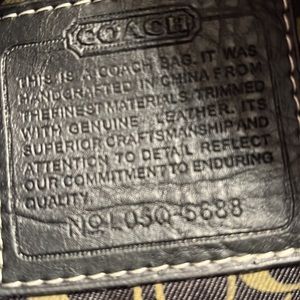 COACH
THIS IS A COACH BAG. IT WAS
HANDCRAFTED IN CHINA FROM
THE FINEST MATERIALS. TRIMMED
WITH GENUINE LEATHER. ITS
SUPERIOR CRAFTSMANSHIP AND
ATTENTION TO DETAIL REFLECT
OUR COMMITMENT TO ENDURING
QUALITY.
No L05Q-6688